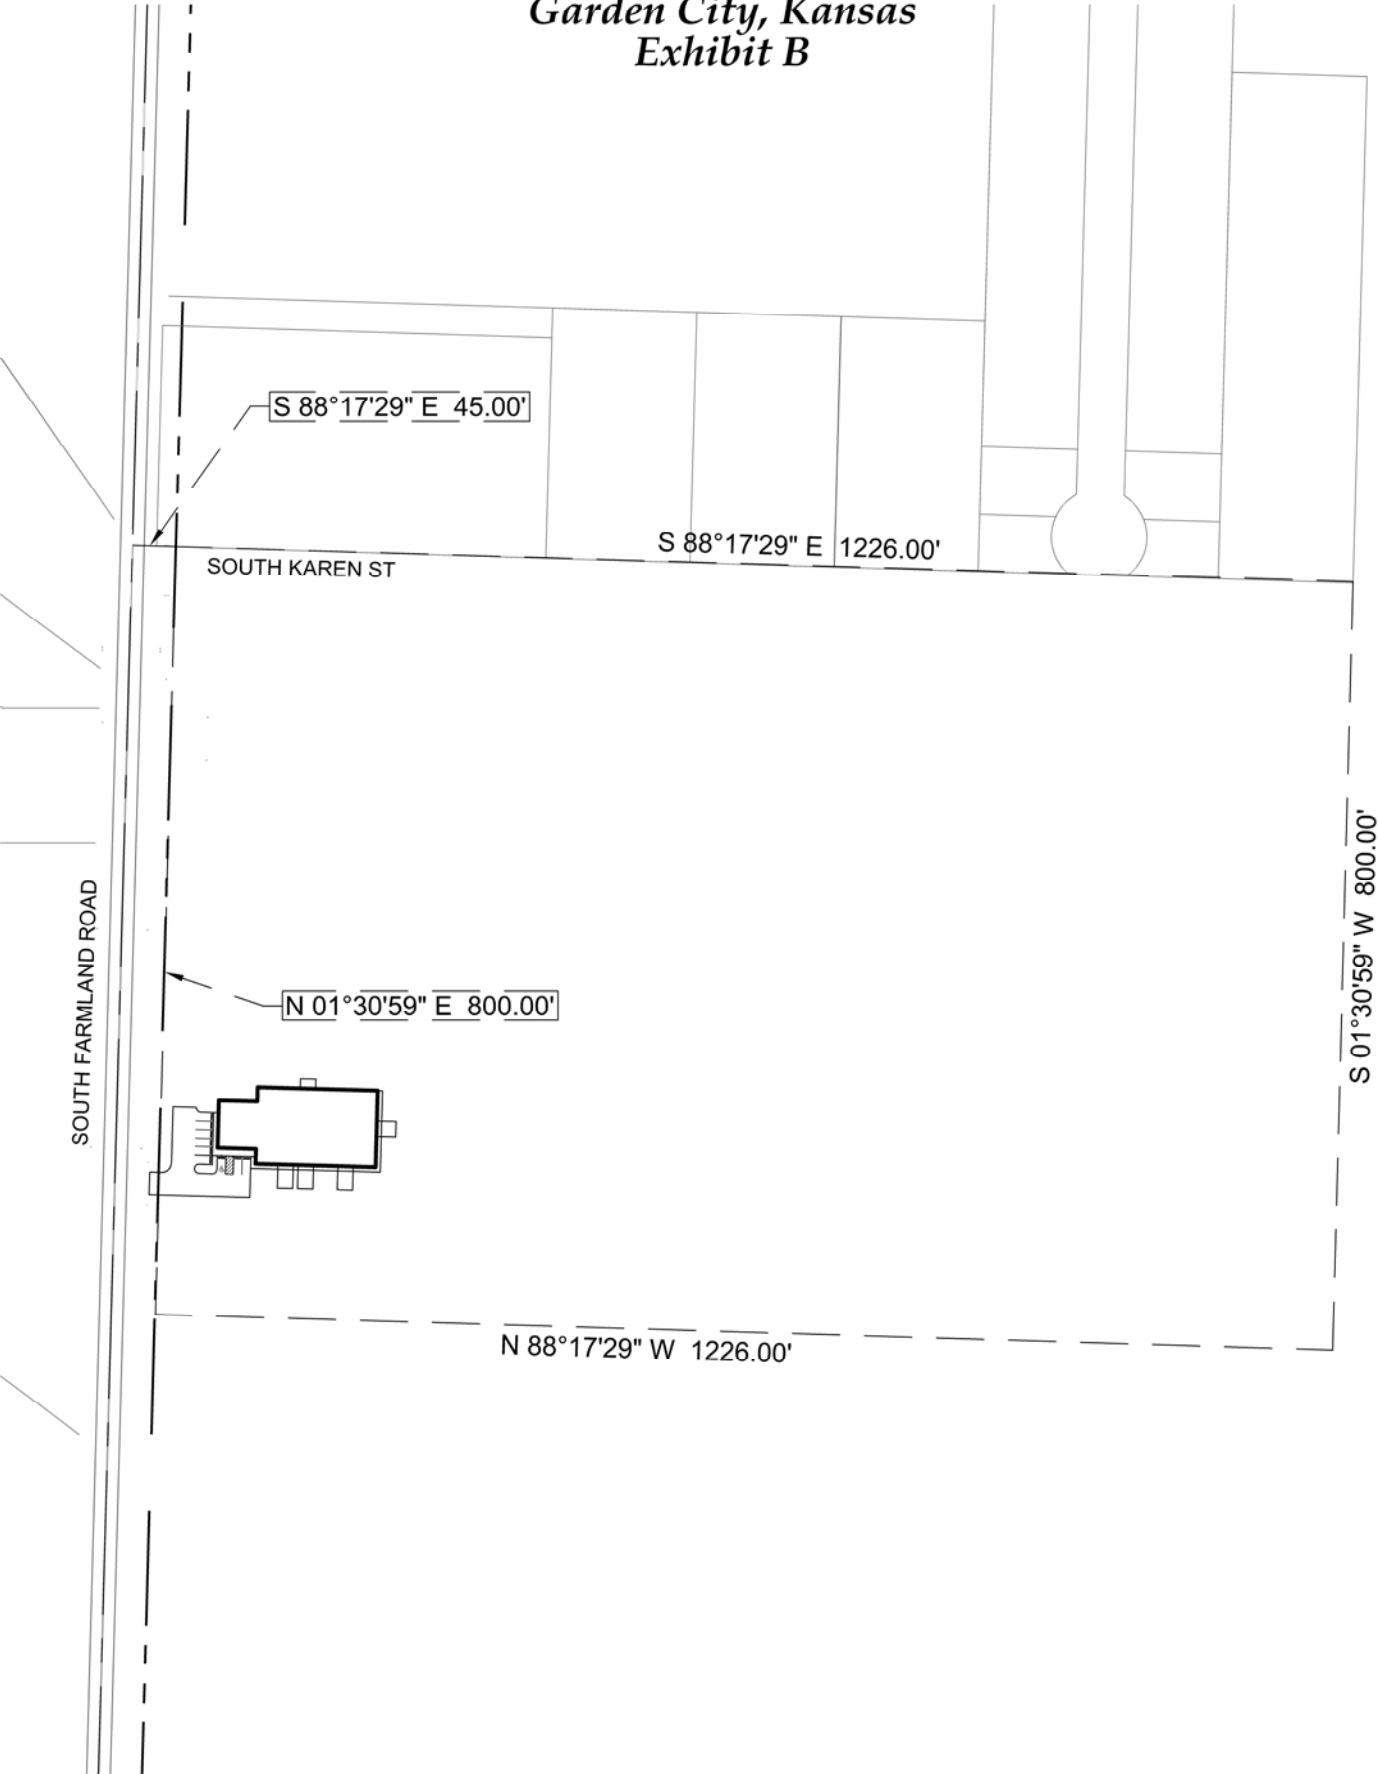 Garden City, Kansas
Exhibit B
S 88°17'29" E 45.00'
S 88°17'29" E 1226.00'
SOUTH KAREN ST
S 01°30'59" W 800.00'
SOUTH FARMLAND ROAD
N 01°30'59" E 800.00'
N 88°17'29" W 1226.00'